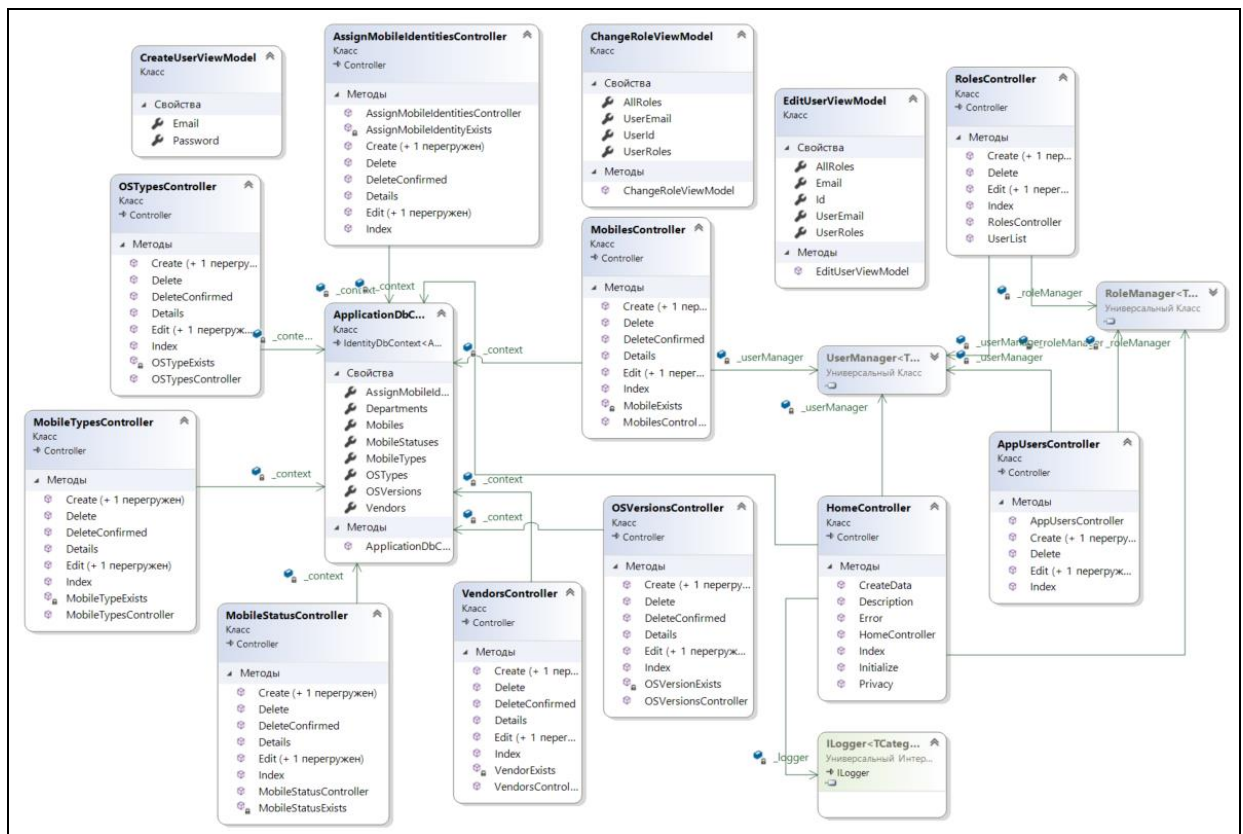 CreateUserViewModel
Класс
Свойства
Email
Password
AssignMobileIdentitiesController
Класс
Controller
Методы
AssignMobileIdentitiesController
AssignMobileIdentityExists
Create (+ 1 перегружен)
Delete
DeleteConfirmed
Details
Edit (+ 1 перегружен)
Index
ChangeRoleViewModel
Класс
Свойства
AllRoles
UserEmail
UserId
UserRoles
Методы
ChangeRoleViewModel
EditUserViewModel
Класс
Свойства
AllRoles
Email
Id
UserEmail
UserRoles
Методы
EditUserViewModel
RolesController
Класс
Controller
Методы
Create (+ 1 пер...
Delete
Edit (+ 1 перег...
Index
RolesController
UserList
OSTypesController
Класс
Controller
Методы
Create (+ 1 перегру...
Delete
DeleteConfirmed
Details
Edit (+ 1 перегруж...
Index
OSTypeExists
OSTypesController
_context
_context
_conte...
ApplicationDbC...
Класс
IdentityDbContext<A...
Свойства
AssignMobileId...
Departments
Mobiles
MobileStatuses
MobileTypes
OSTypes
OSVersions
Vendors
Методы
ApplicationDbC...
_context
MobilesController
Класс
Controller
Методы
Create (+ 1 пер...
Delete
DeleteConfirmed
Details
Edit (+ 1 перег...
Index
MobileExists
MobilesControl...
_userManager
UserManager<T...
Универсальный Класс
_userManager
_roleManager
RoleManager<T...
Универсальный Класс
_userManager
_roleManager
_roleManager
_userManager
MobileTypesController
Класс
Controller
Методы
Create (+ 1 перегружен)
Delete
DeleteConfirmed
Details
Edit (+ 1 перегружен)
Index
MobileTypeExists
MobileTypesController
_context
_context
_context
_context
MobileStatusController
Класс
Controller
Методы
Create (+ 1 перегружен)
Delete
DeleteConfirmed
Details
Edit (+ 1 перегружен)
Index
MobileStatusController
MobileStatusExists
VendorsController
Класс
Controller
Методы
Create (+ 1 пер...
Delete
DeleteConfirmed
Details
Edit (+ 1 перег...
Index
VendorExists
VendorsControl...
OSVersionsController
Класс
Controller
Методы
Create (+ 1 перегру...
Delete
DeleteConfirmed
Details
Edit (+ 1 перегруж...
Index
OSVersionExists
OSVersionsController
HomeController
Класс
Controller
Методы
CreateData
Description
Error
HomeController
Index
Initialize
Privacy
AppUsersController
Класс
Controller
Методы
AppUsersController
Create (+ 1 перегру...
Delete
Edit (+ 1 перегруж...
Index
_logger
ILogger<TCateg...
Универсальный Интер...
ILogger